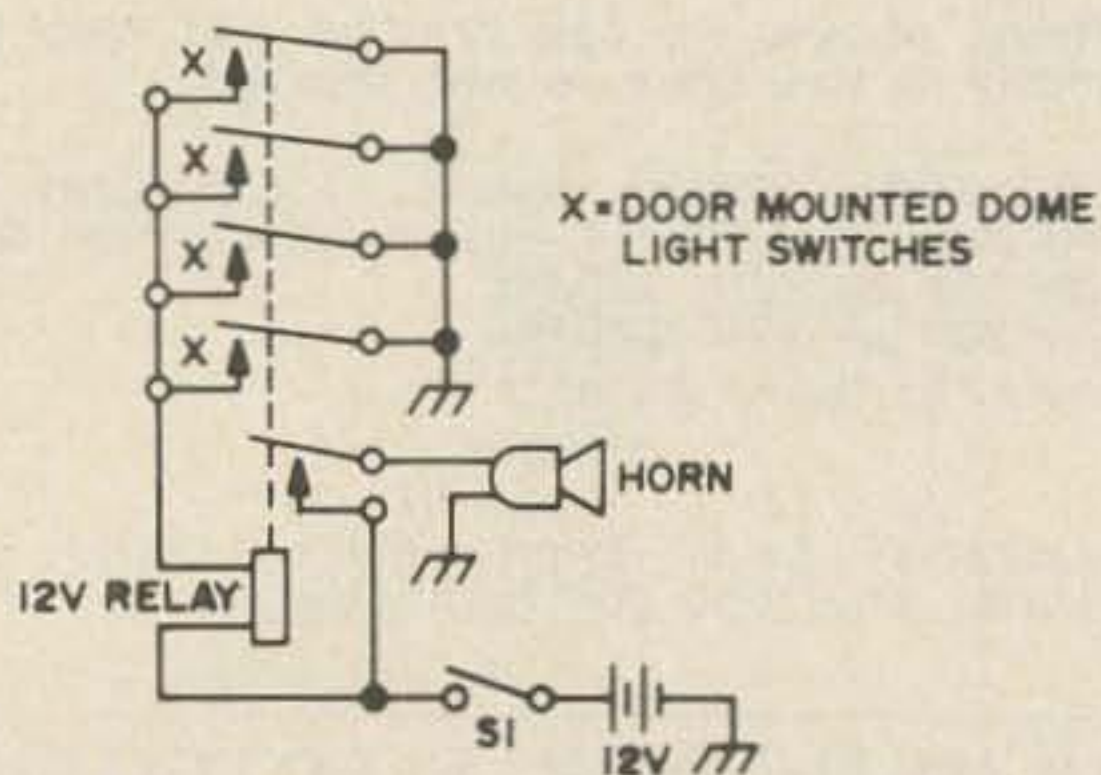 X
X
X
X
X = DOOR MOUNTED DOME
LIGHT SWITCHES
HORN
12V RELAY
S1
12V